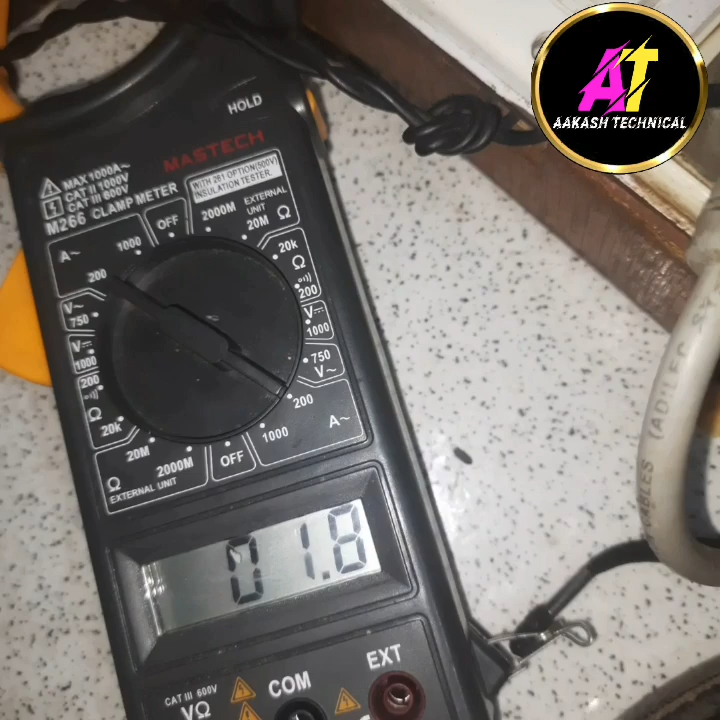 AT
AAKASH TECHNICAL
HOLD
MASTECH
MAX 1000A~
CAT II 1000V
CAT III 600V
M266 CLAMP METER
WITH 261 OPTION(500V)
INSULATION TESTER.
OFF
2000M
EXTERNAL
UNIT
20M Ω
A~
1000
200
20k
Ω
200
V~
750
V⎓
1000
V⎓
1000
750
V~
200
Ω
20k
200
1000
A~
20M
2000M
OFF
Ω
EXTERNAL UNIT
01.8
CAT III 600V
VΩ
COM
EXT